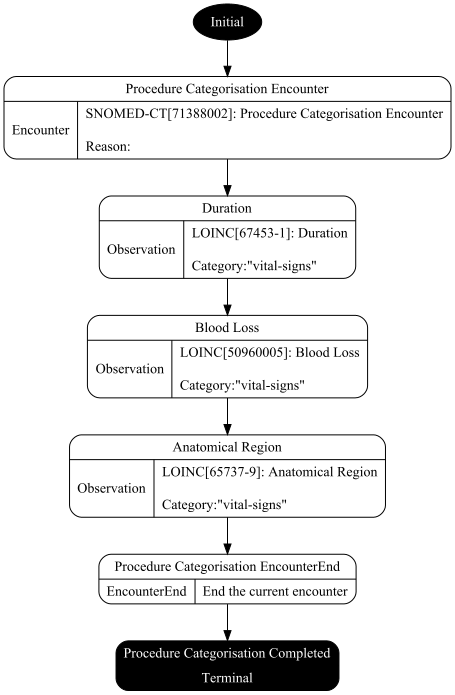 Initial
Procedure Categorisation Encounter
Encounter
SNOMED-CT[71388002]: Procedure Categorisation Encounter
Reason:
Duration
Observation
LOINC[67453-1]: Duration
Category:"vital-signs"
Blood Loss
Observation
LOINC[50960005]: Blood Loss
Category:"vital-signs"
Anatomical Region
Observation
LOINC[65737-9]: Anatomical Region
Category:"vital-signs"
Procedure Categorisation EncounterEnd
EncounterEnd
End the current encounter
Procedure Categorisation Completed
Terminal